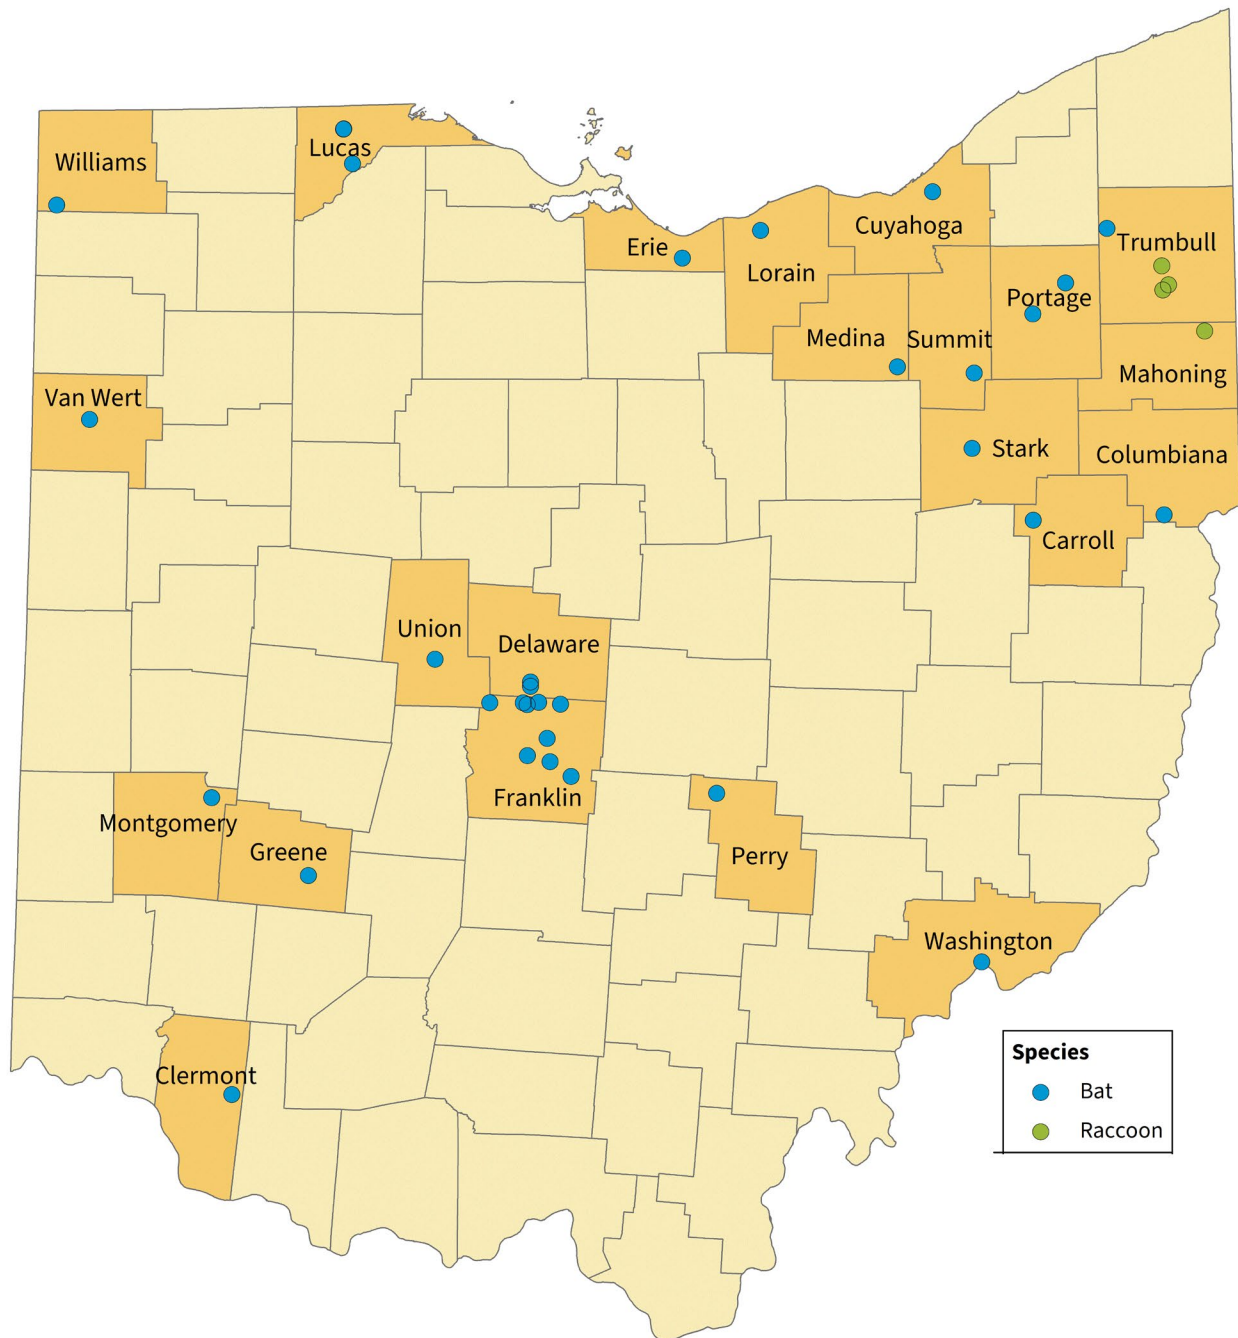 Williams
Lucas
Erie
Lorain
Cuyahoga
Trumbull
Portage
Medina
Summit
Mahoning
Van Wert
Stark
Columbiana
Carroll
Union
Delaware
Franklin
Montgomery
Greene
Perry
Washington
Clermont
Species
Bat
Raccoon